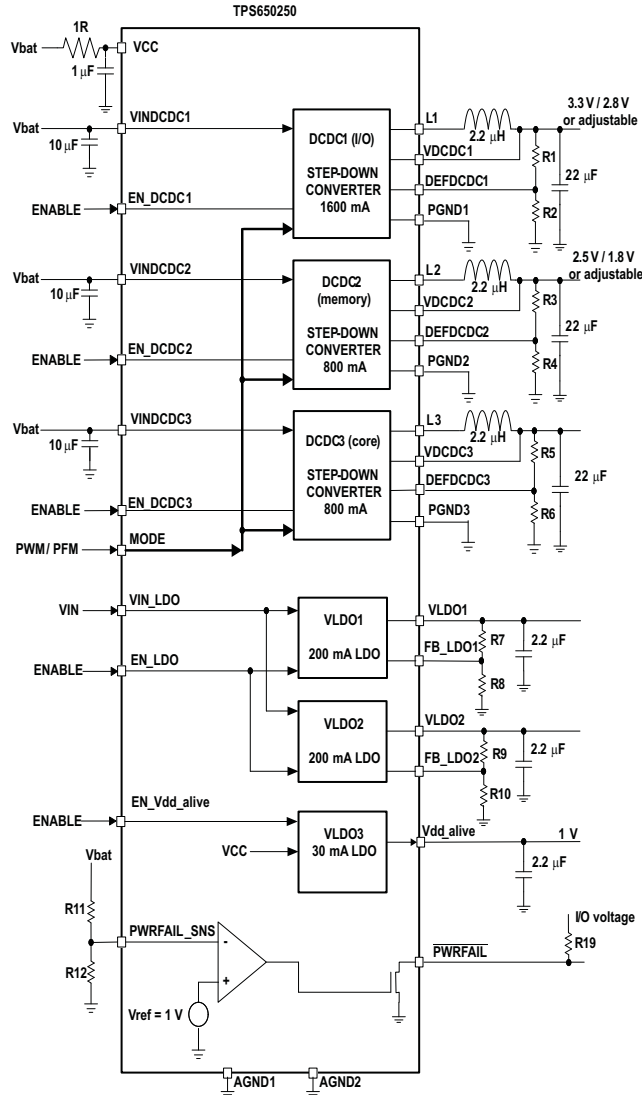 TPS650250
1R
Vbat
VCC
1 μF
Vbat
VINDCDC1
10 μF
ENABLE
EN_DCDC1
DCDC1 (I/O)
STEP-DOWN
CONVERTER
1600 mA
L1
2.2 μH
3.3 V / 2.8 V
or adjustable
VDCDC1
R1
DEFDCDC1
22 μF
R2
PGND1
Vbat
VINDCDC2
10 μF
ENABLE
EN_DCDC2
DCDC2
(memory)
STEP-DOWN
CONVERTER
800 mA
L2
2.2 μH
2.5 V / 1.8 V
or adjustable
VDCDC2
R3
DEFDCDC2
22 μF
R4
PGND2
Vbat
VINDCDC3
10 μF
ENABLE
EN_DCDC3
PWM / PFM
MODE
DCDC3 (core)
STEP-DOWN
CONVERTER
800 mA
L3
2.2 μH
VDCDC3
R5
DEFDCDC3
22 μF
R6
PGND3
VIN
VIN_LDO
ENABLE
EN_LDO
VLDO1
200 mA LDO
VLDO1
R7
FB_LDO1
2.2 μF
R8
VLDO2
200 mA LDO
VLDO2
R9
FB_LDO2
2.2 μF
R10
ENABLE
EN_Vdd_alive
VCC
VLDO3
30 mA LDO
Vdd_alive
1 V
2.2 μF
Vbat
R11
PWRFAIL_SNS
R12
-
+
Vref = 1 V
PWRFAIL
I/O voltage
R19
AGND1
AGND2